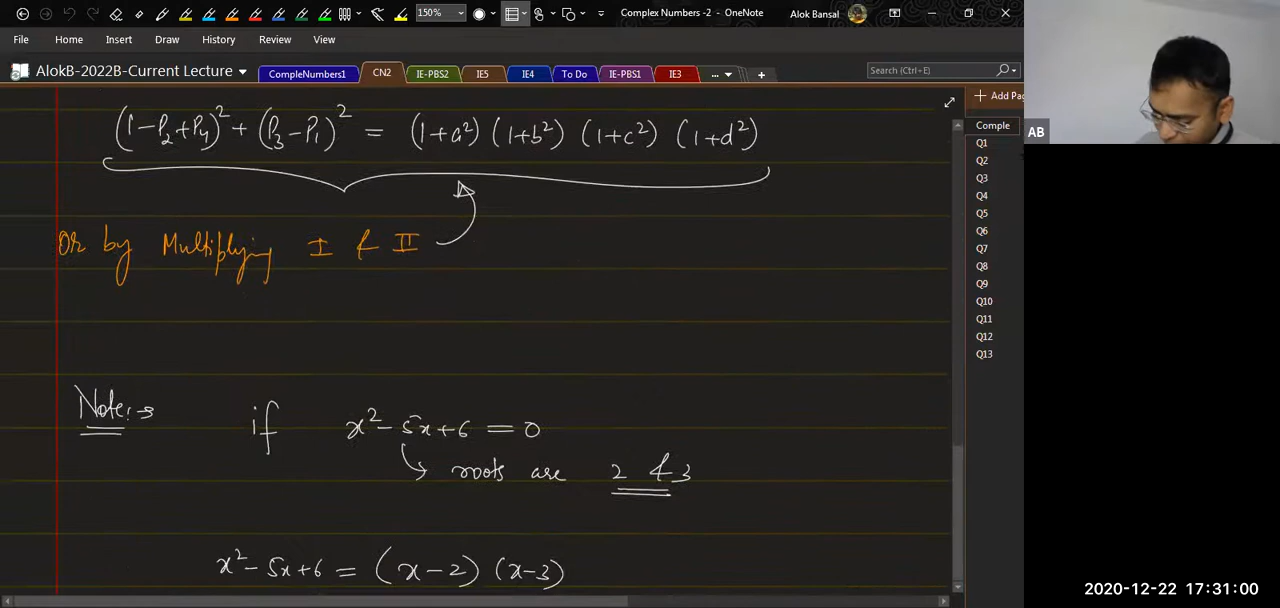 150% Complex Numbers -2 - OneNote Alok Bansal
File Home Insert Draw History Review View
AlokB-2022B-Current Lecture CompleNumbers1 CN2 IE-PBS2 IE5 IE4 To Do IE-PBS1 IE3 ... + Search (Ctrl+E)
+ Add Pag
Comple
Q1
Q2
Q3
Q4
Q5
Q6
Q7
Q8
Q9
Q10
Q11
Q12
Q13
AB
(1-P₂+P₄)² + (P₃-P₁)² = (1+a²) (1+b²) (1+c²) (1+d²)
Or by Multiplying I & II
Note:→ if x²-5x+6 = 0
↳ roots are 2 & 3
x²-5x+6 = (x-2) (x-3)
2020-12-22 17:31:00